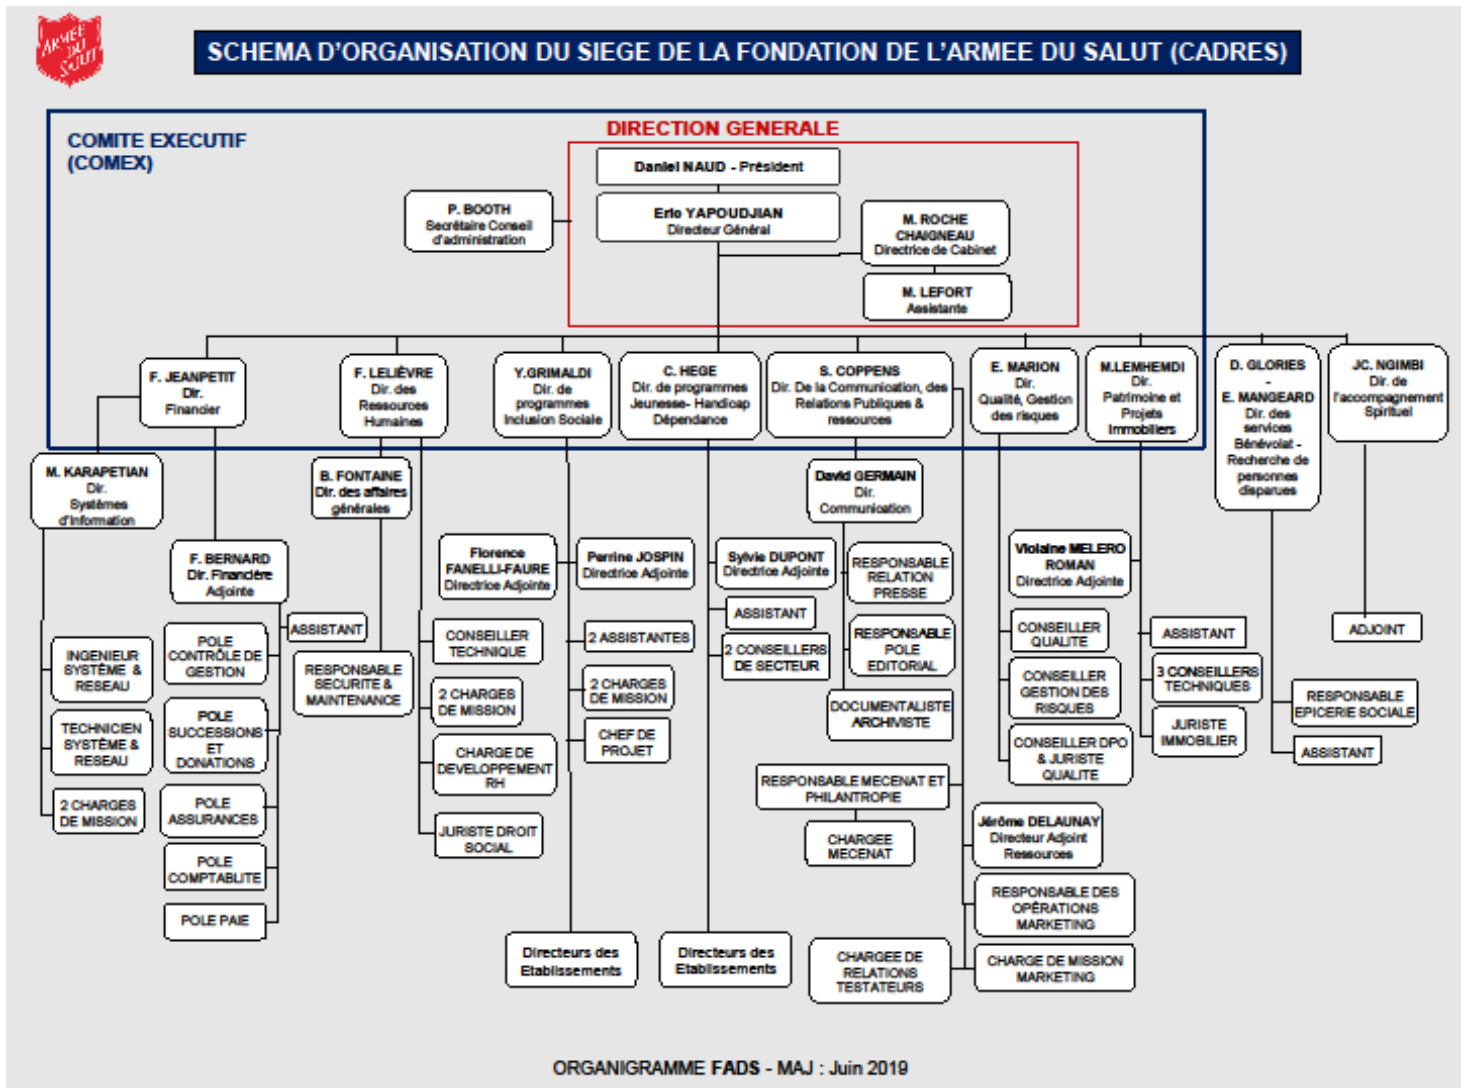 ARMEE
DU
SALUT
SCHEMA D'ORGANISATION DU SIEGE DE LA FONDATION DE L'ARMEE DU SALUT (CADRES)
COMITE EXECUTIF
(COMEX)
DIRECTION GENERALE
Daniel NAUD - Président
P. BOOTH
Secrétaire Conseil
d'administration
Eric YAPOUDJIAN
Directeur Général
M. ROCHE
CHAIGNEAU
Directrice de Cabinet
M. LEFORT
Assistante
F. JEANPETIT
Dir.
Financier
F. LELIÈVRE
Dir. des
Ressources
Humaines
Y.GRIMALDI
Dir. de
programmes
Inclusion Sociale
C. HEGE
Dir. de programmes
Jeunesse- Handicap
Dépendance
S. COPPENS
Dir. De la Communication, des
Relations Publiques &
ressources
E. MARION
Dir.
Qualité, Gestion
des risques
M.LEMHEMDI
Dir.
Patrimoine et
Projets
Immobiliers
D. GLORIES
-
E. MANGEARD
Dir. des
services
Bénévolat -
Recherche de
personnes
disparues
JC. NGIMBI
Dir. de
l'accompagnement
Spirituel
M. KARAPETIAN
Dir.
Systèmes
d'Information
B. FONTAINE
Dir. des affaires
générales
David GERMAIN
Dir.
Communication
F. BERNARD
Dir. Financière
Adjointe
Florence
FANELLI-FAURE
Directrice Adjointe
Perrine JOSPIN
Directrice Adjointe
Sylvie DUPONT
Directrice Adjointe
RESPONSABLE
RELATION
PRESSE
Violaine MELERO
ROMAN
Directrice Adjointe
INGENIEUR
SYSTÈME &
RESEAU
TECHNICIEN
SYSTÈME &
RESEAU
2 CHARGES
DE MISSION
ASSISTANT
POLE
CONTRÔLE DE
GESTION
POLE
SUCCESSIONS
ET
DONATIONS
POLE
ASSURANCES
POLE
COMPTABLITE
POLE PAIE
RESPONSABLE
SECURITE &
MAINTENANCE
CONSEILLER
TECHNIQUE
2 CHARGES
DE MISSION
CHARGE DE
DEVELOPPEMENT
RH
JURISTE DROIT
SOCIAL
2 ASSISTANTES
2 CHARGES
DE MISSION
CHEF DE
PROJET
Directeurs des
Etablissements
ASSISTANT
2 CONSEILLERS
DE SECTEUR
Directeurs des
Etablissements
RESPONSABLE
POLE
EDITORIAL
DOCUMENTALISTE
ARCHIVISTE
RESPONSABLE MECENAT ET
PHILANTROPIE
CHARGEE
MECENAT
Jérôme DELAUNAY
Directeur Adjoint
Ressources
RESPONSABLE DES
OPÉRATIONS
MARKETING
CHARGEE DE
RELATIONS
TESTATEURS
CHARGE DE MISSION
MARKETING
CONSEILLER
QUALITE
CONSEILLER
GESTION DES
RISQUES
CONSEILLER DPO
& JURISTE
QUALITE
ASSISTANT
3 CONSEILLERS
TECHNIQUES
JURISTE
IMMOBILIER
RESPONSABLE
EPICERIE SOCIALE
ASSISTANT
ADJOINT
ORGANIGRAMME FADS - MAJ : Juin 2019